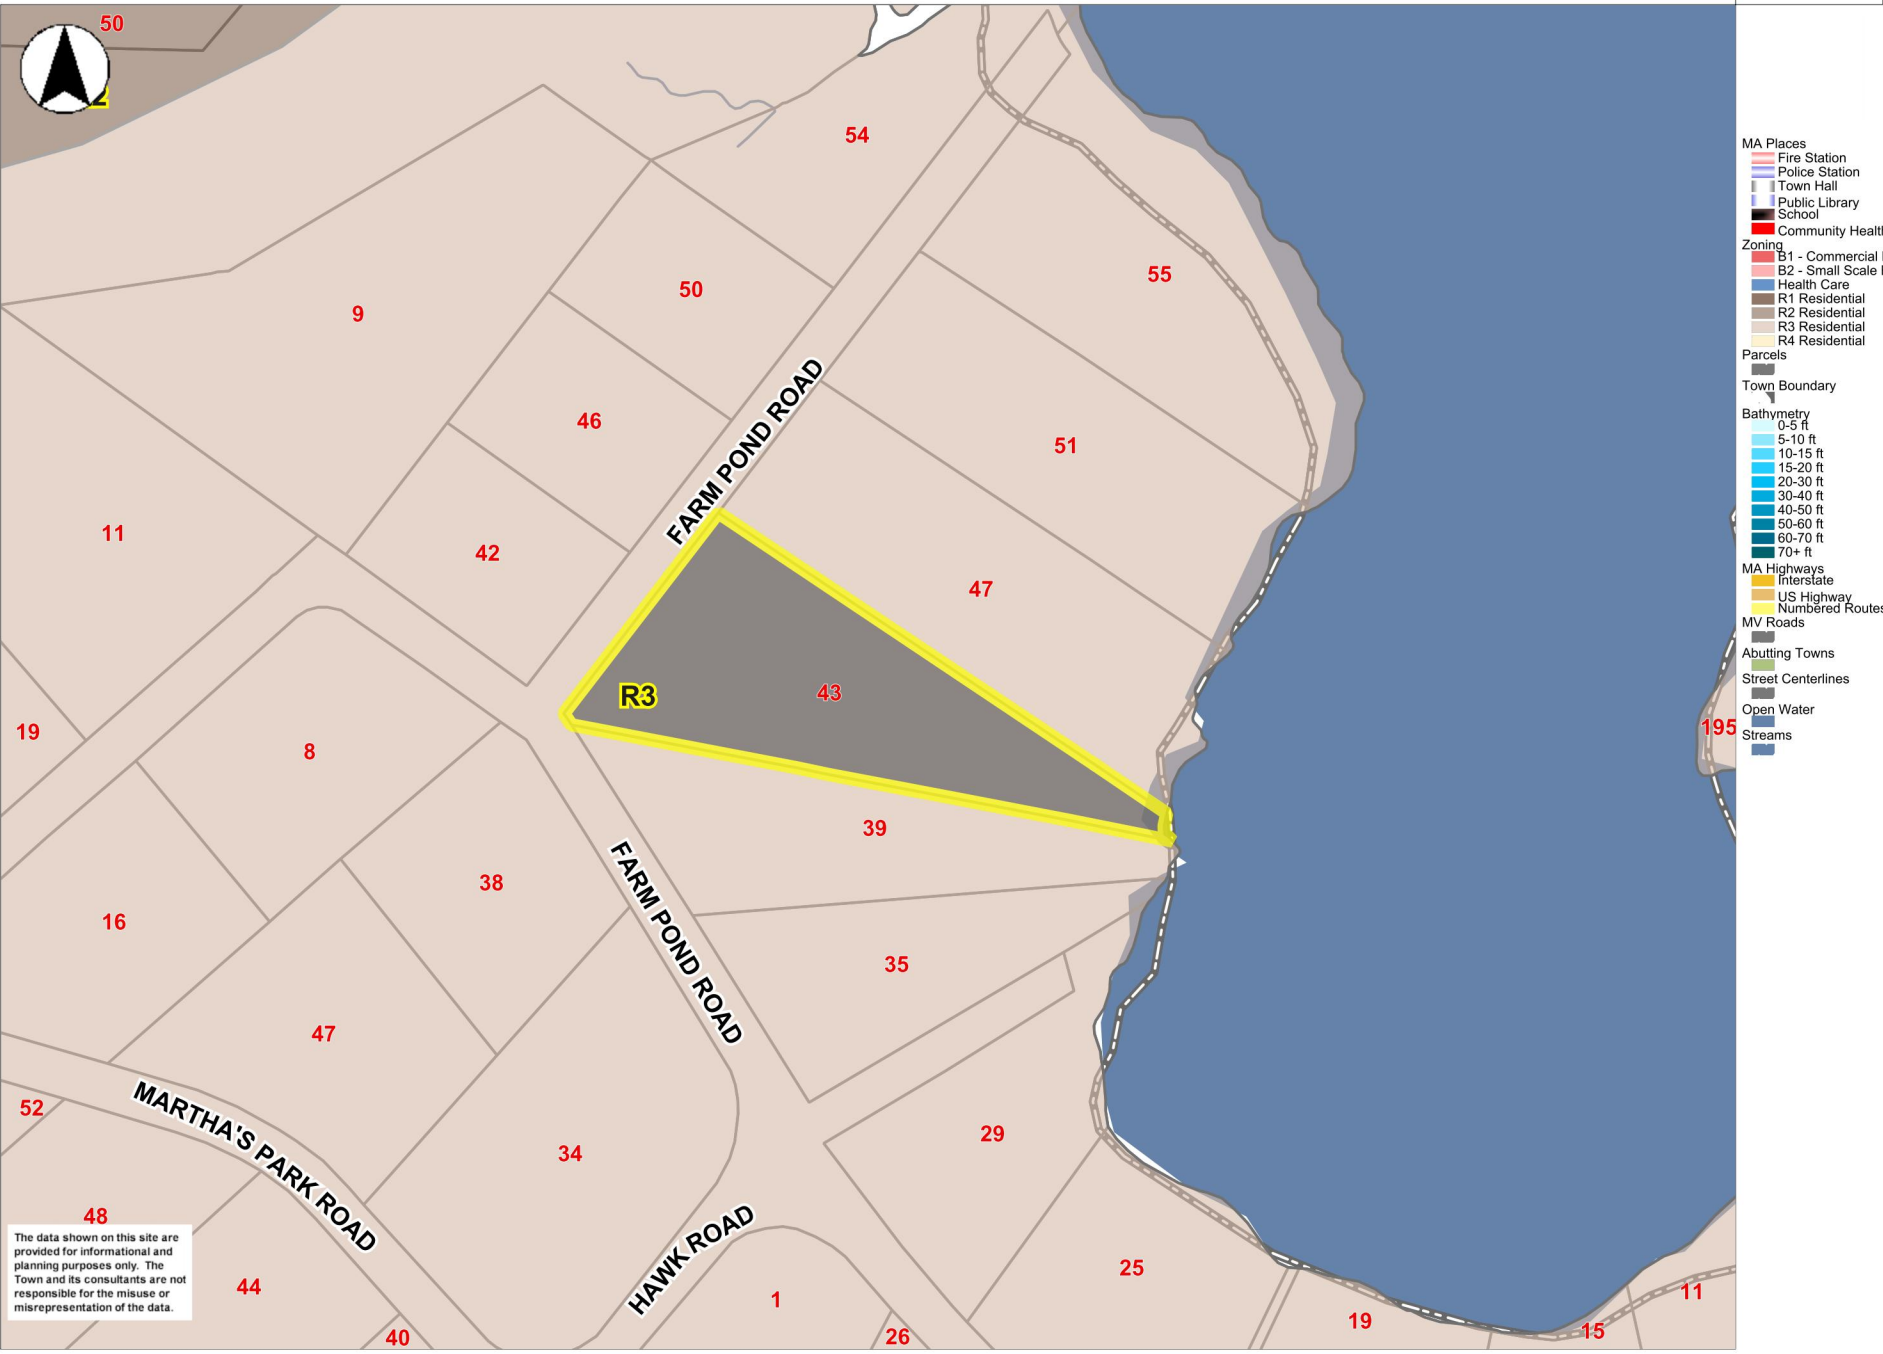 50
2
54
9
50
55
46
51
FARM POND ROAD
11
42
47
R3
43
19
8
195
39
38
16
FARM POND ROAD
35
47
MARTHA'S PARK ROAD
52
34
29
48
HAWK ROAD
44
25
1
40
26
19
15
11
The data shown on this site are
provided for informational and
planning purposes only. The
Town and its consultants are not
responsible for the misuse or
misrepresentation of the data.
MA Places
Fire Station
Police Station
Town Hall
Public Library
School
Community Healt
Zoning
B1 - Commercial
B2 - Small Scale
Health Care
R1 Residential
R2 Residential
R3 Residential
R4 Residential
Parcels
Town Boundary
Bathymetry
0-5 ft
5-10 ft
10-15 ft
15-20 ft
20-30 ft
30-40 ft
40-50 ft
50-60 ft
60-70 ft
70+ ft
MA Highways
Interstate
US Highway
Numbered Routes
MV Roads
Abutting Towns
Street Centerlines
Open Water
Streams